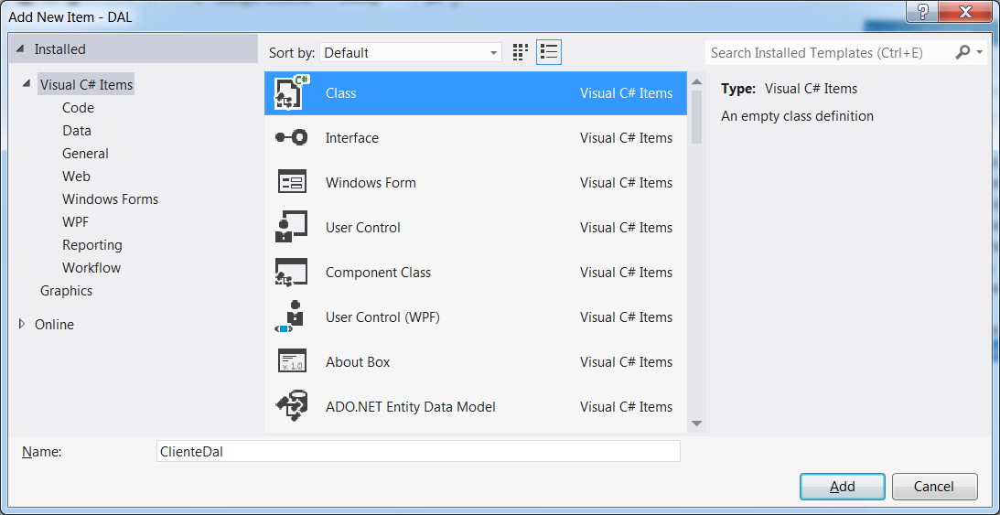 Add New Item - DAL
Installed
Visual C# Items
Code
Data
General
Web
Windows Forms
WPF
Reporting
Workflow
Graphics
Online
Sort by: Default
C# Class Visual C# Items
Interface Visual C# Items
Windows Form Visual C# Items
User Control Visual C# Items
Component Class Visual C# Items
User Control (WPF) Visual C# Items
v. 1.0 About Box Visual C# Items
ADO.NET Entity Data Model Visual C# Items
Search Installed Templates (Ctrl+E)
Type: Visual C# Items
An empty class definition
Name: ClienteDal
Add Cancel